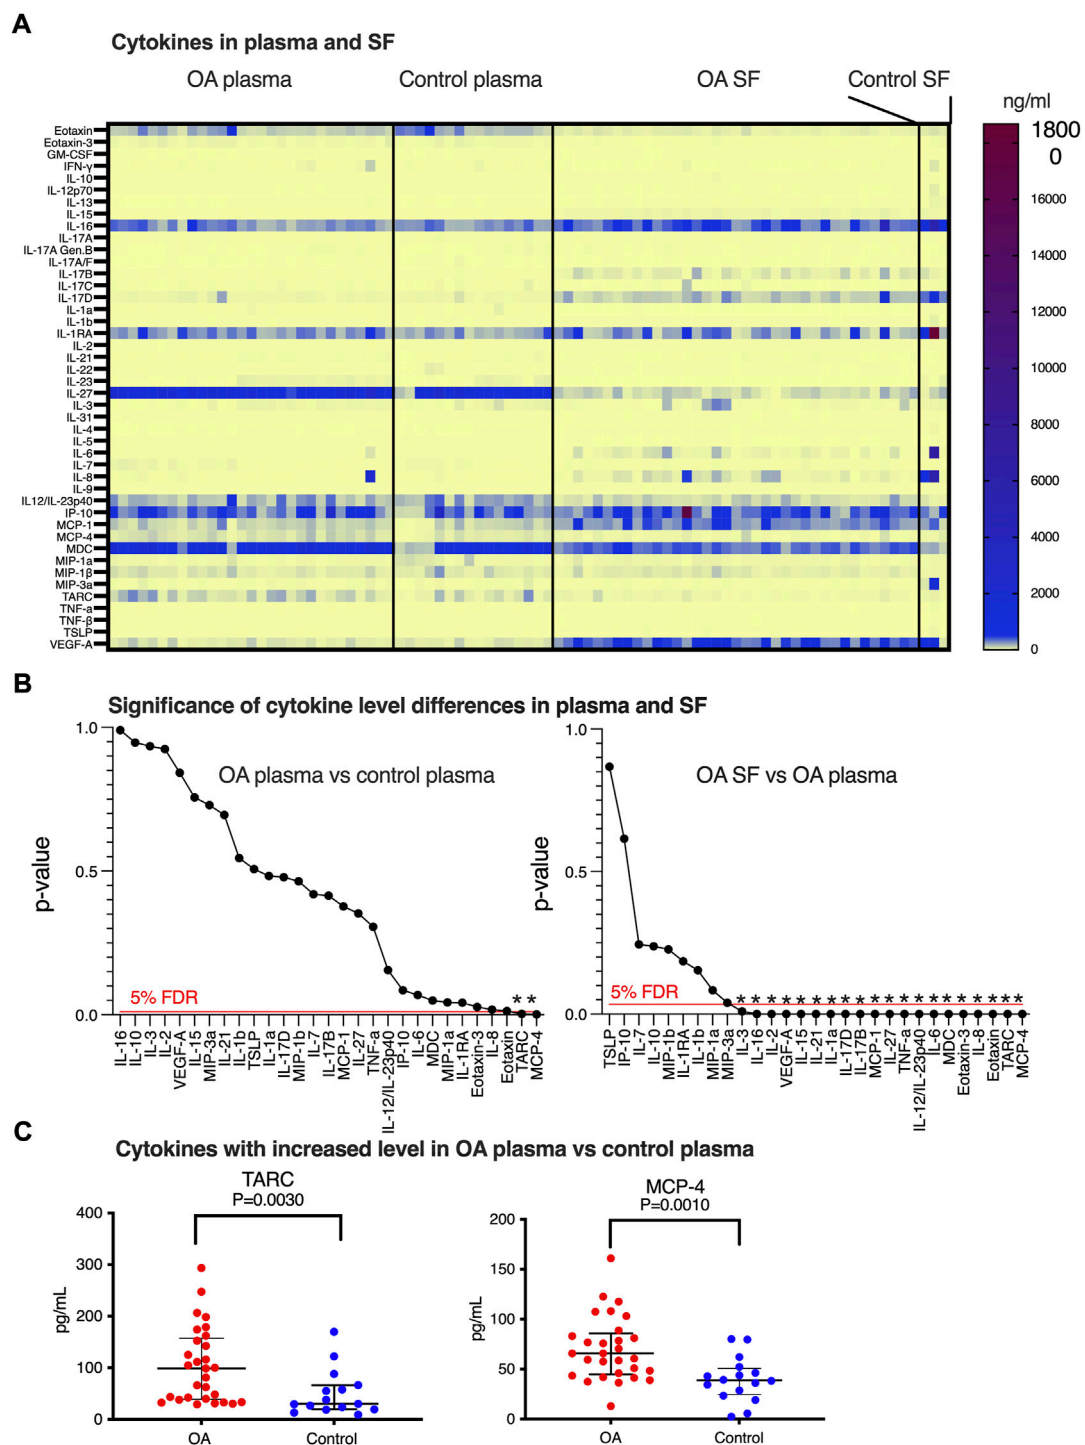 A
Cytokines in plasma and SF
OA plasma
Control plasma
OA SF
Control SF
ng/ml
Eotaxin
Eotaxin-3
GM-CSF
IFN-γ
IL-10
IL-12p70
IL-13
IL-15
IL-16
IL-17A
IL-17A Gen.B
IL-17A/F
IL-17B
IL-17C
IL-17D
IL-1a
IL-1b
IL-1RA
IL-2
IL-21
IL-22
IL-23
IL-27
IL-3
IL-31
IL-4
IL-5
IL-6
IL-7
IL-8
IL-9
IL12/IL-23p40
IP-10
MCP-1
MCP-4
MDC
MIP-1a
MIP-1β
MIP-3a
TARC
TNF-a
TNF-β
TSLP
VEGF-A
1800
0
16000
14000
12000
10000
8000
6000
4000
2000
0
B
Significance of cytokine level differences in plasma and SF
OA plasma vs control plasma
p-value
1.0
0.5
0.0
5% FDR
* *
IL-16
IL-10
IL-3
IL-2
VEGF-A
IL-15
MIP-3a
IL-21
IL-1b
TSLP
IL-1a
IL-17D
MIP-1b
IL-7
IL-17B
MCP-1
IL-27
TNF-a
IL-12/IL-23p40
IP-10
IL-6
MDC
MIP-1a
IL-1RA
Eotaxin-3
IL-8
Eotaxin
TARC
MCP-4
OA SF vs OA plasma
p-value
1.0
0.5
0.0
5% FDR
* * * * * * * * * * * * * * * * * * * *
TSLP
IP-10
IL-7
IL-10
MIP-1b
IL-1RA
IL-1b
MIP-1a
MIP-3a
IL-3
IL-16
IL-2
VEGF-A
IL-15
IL-21
IL-1a
IL-17D
IL-17B
MCP-1
IL-27
TNF-a
IL-12/IL-23p40
IL-6
MDC
Eotaxin-3
IL-8
Eotaxin
TARC
MCP-4
C
Cytokines with increased level in OA plasma vs control plasma
TARC
P=0.0030
pg/mL
400
300
200
100
0
OA
Control
MCP-4
P=0.0010
pg/mL
200
150
100
50
0
OA
Control